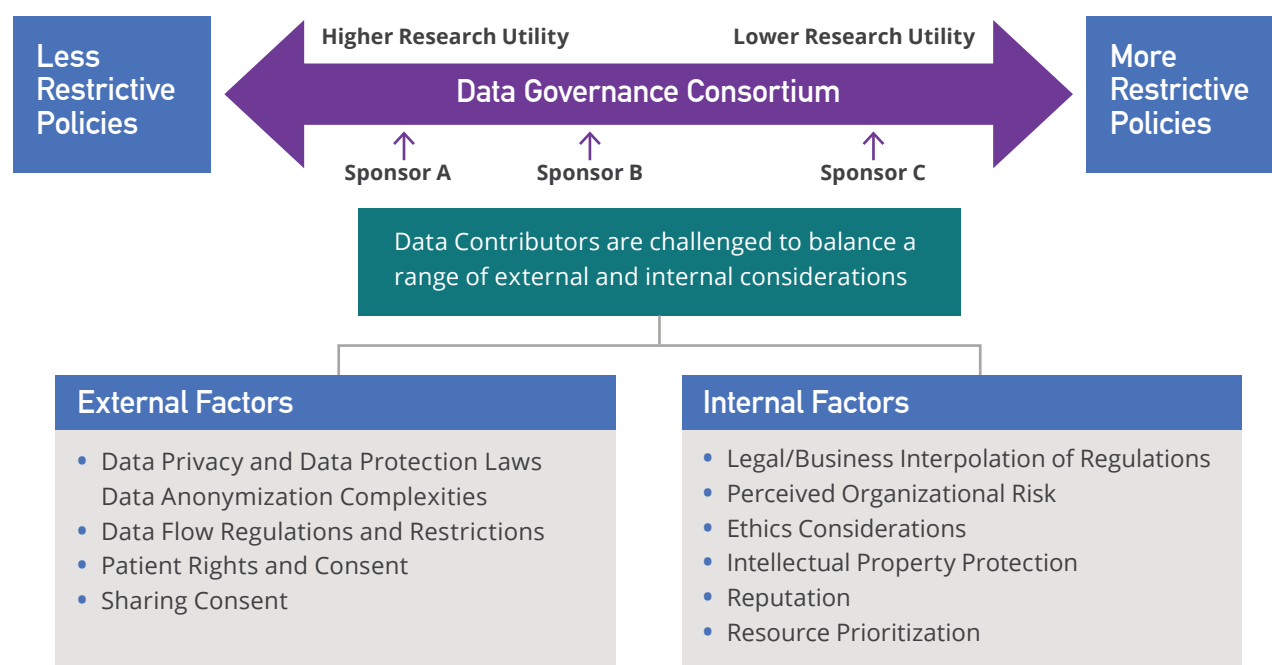 Less
Restrictive
Policies
Higher Research Utility
Lower Research Utility
Data Governance Consortium
More
Restrictive
Policies
Sponsor A
Sponsor B
Sponsor C
Data Contributors are challenged to balance a
range of external and internal considerations
External Factors
• Data Privacy and Data Protection Laws
Data Anonymization Complexities
• Data Flow Regulations and Restrictions
• Patient Rights and Consent
• Sharing Consent
Internal Factors
• Legal/Business Interpolation of Regulations
• Perceived Organizational Risk
• Ethics Considerations
• Intellectual Property Protection
• Reputation
• Resource Prioritization